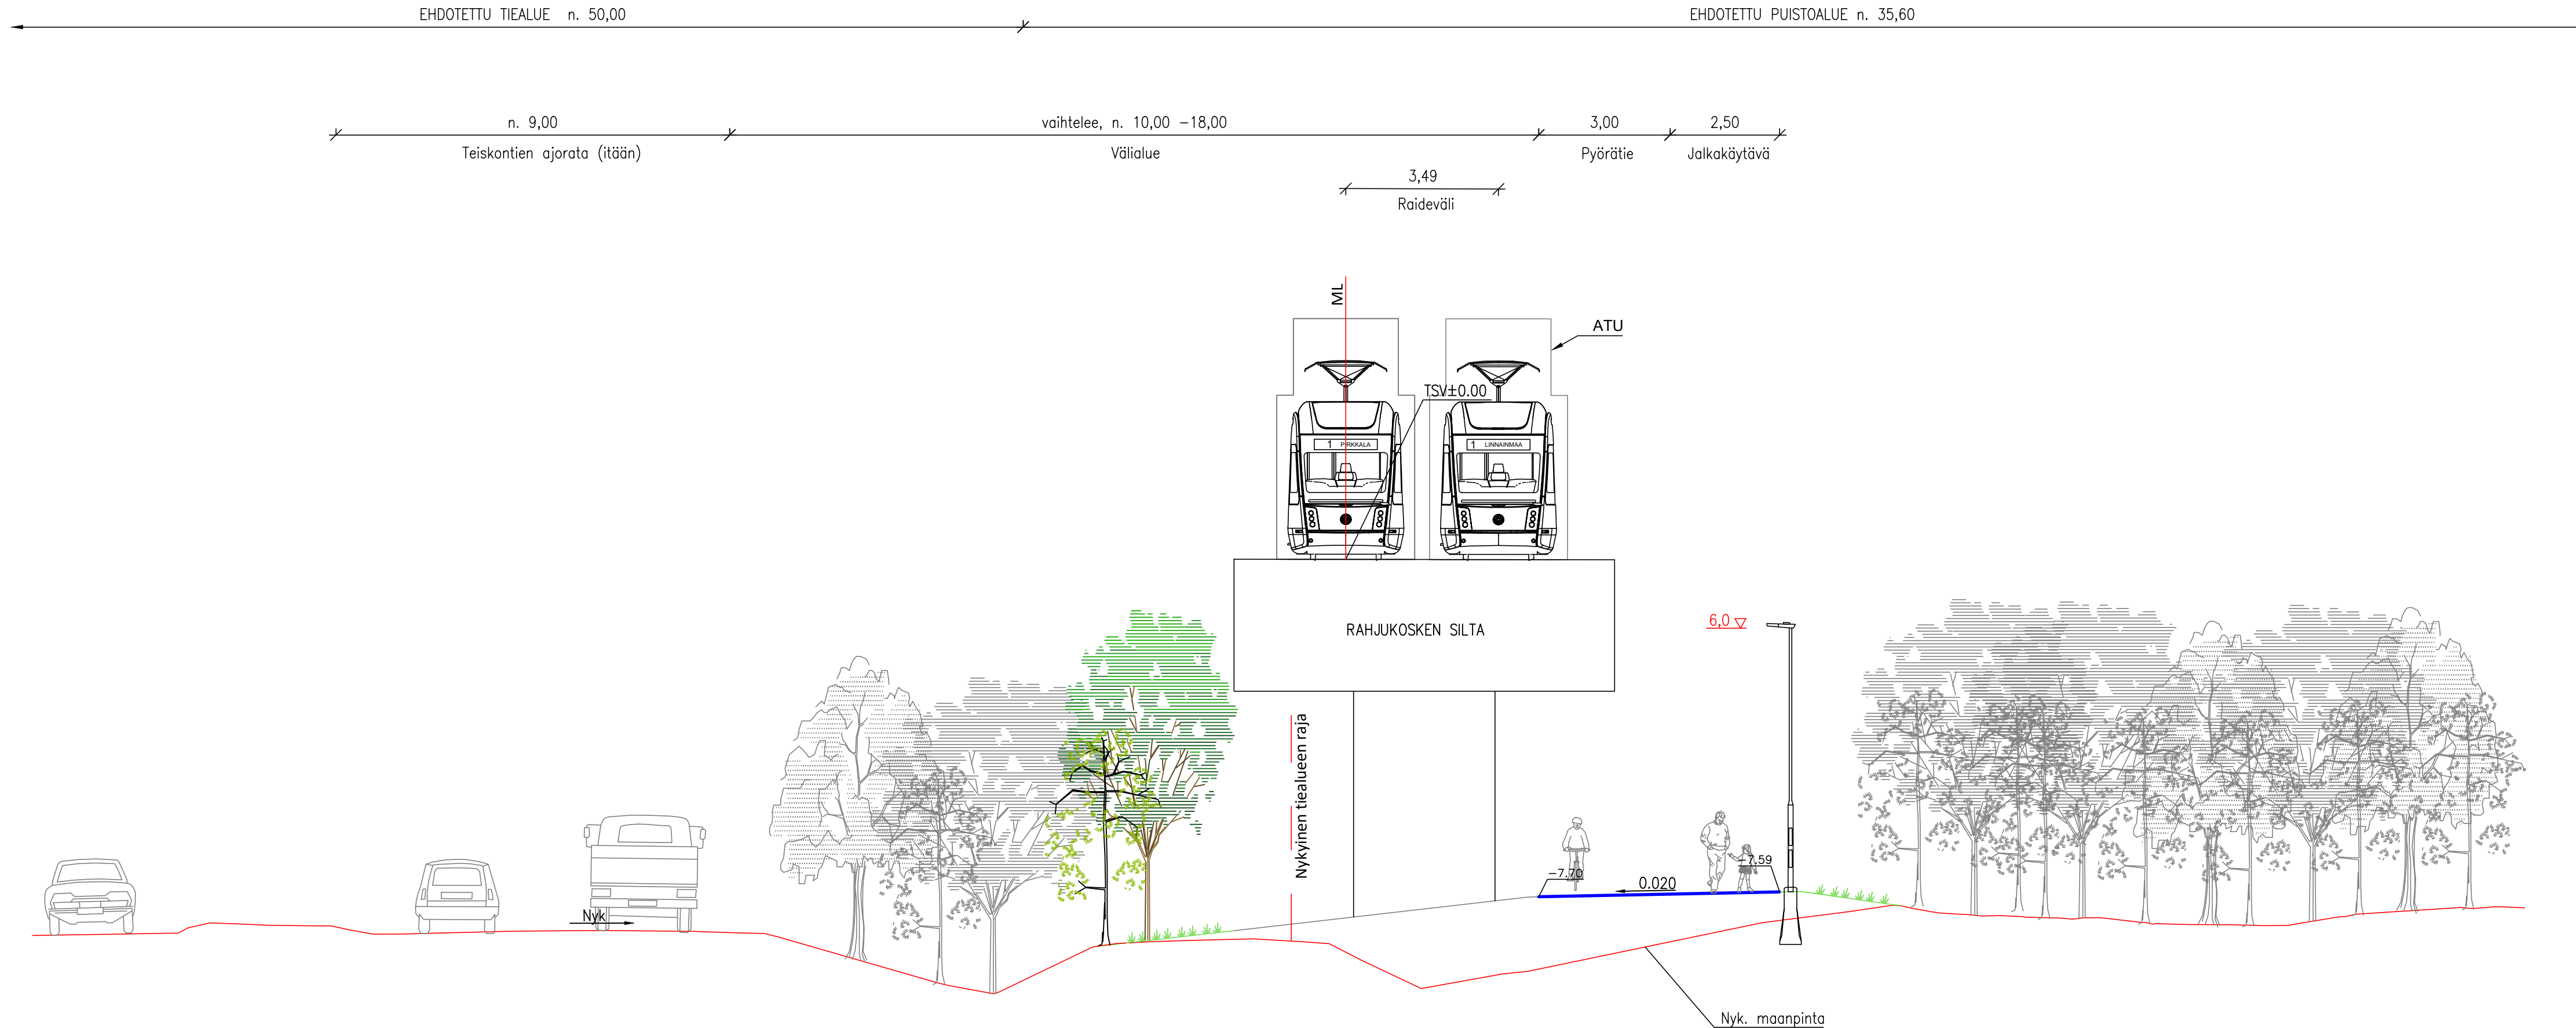 EHDOTETTU TIEALUE n. 50,00
EHDOTETTU PUISTOALUE n. 35,60
n. 9,00
vaihtelee, n. 10,00 -18,00
3,00
2,50
Teiskontien ajorata (itään)
Välialue
Pyörätie
Jalkakäytävä
3,49
Raideväli
ML
ATU
TSV±0.00
1 PIRKKALA
1 LINNAINMAA
RAHJUKOSKEN SILTA
6,0
Nykyinen tiealueen raja
-7.59
-7.70
0.020
Nyk
Nyk. maanpinta